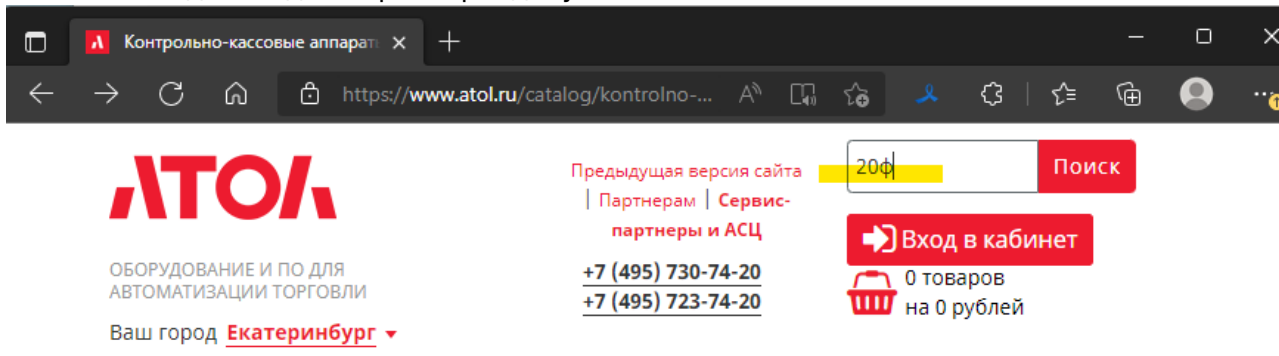 Контрольно-кассовые аппарат
https://www.atol.ru/catalog/kontrolno-...
АТОЛ
ОБОРУДОВАНИЕ И ПО ДЛЯ
АВТОМАТИЗАЦИИ ТОРГОВЛИ
Ваш город Екатеринбург
Предыдущая версия сайта
| Партнерам | Сервис-
партнеры и АСЦ
+7 (495) 730-74-20
+7 (495) 723-74-20
20ф
Поиск
Вход в кабинет
0 товаров
на 0 рублей